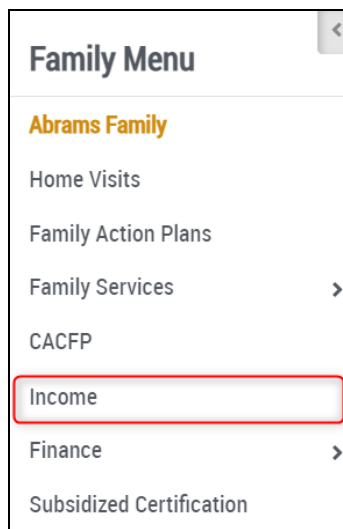 Family Menu
Abrams Family
Home Visits
Family Action Plans
Family Services
CACFP
Income
Finance
Subsidized Certification